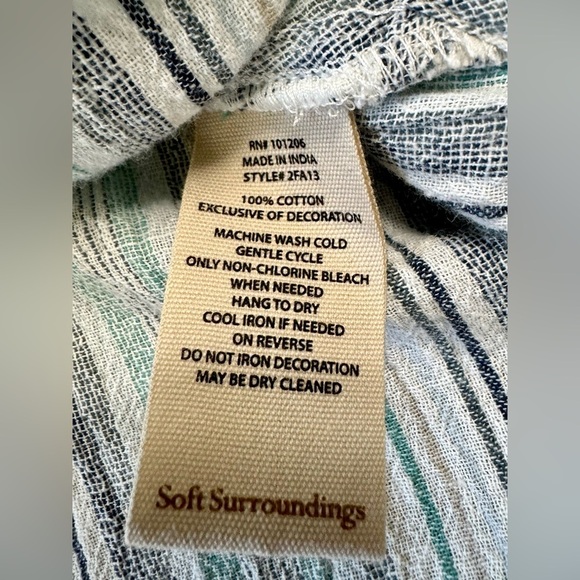 RN# 101206
MADE IN INDIA
STYLE# 2FA13
100% COTTON
EXCLUSIVE OF DECORATION
MACHINE WASH COLD
GENTLE CYCLE
ONLY NON-CHLORINE BLEACH
WHEN NEEDED
HANG TO DRY
COOL IRON IF NEEDED
ON REVERSE
DO NOT IRON DECORATION
MAY BE DRY CLEANED
Soft Surroundings